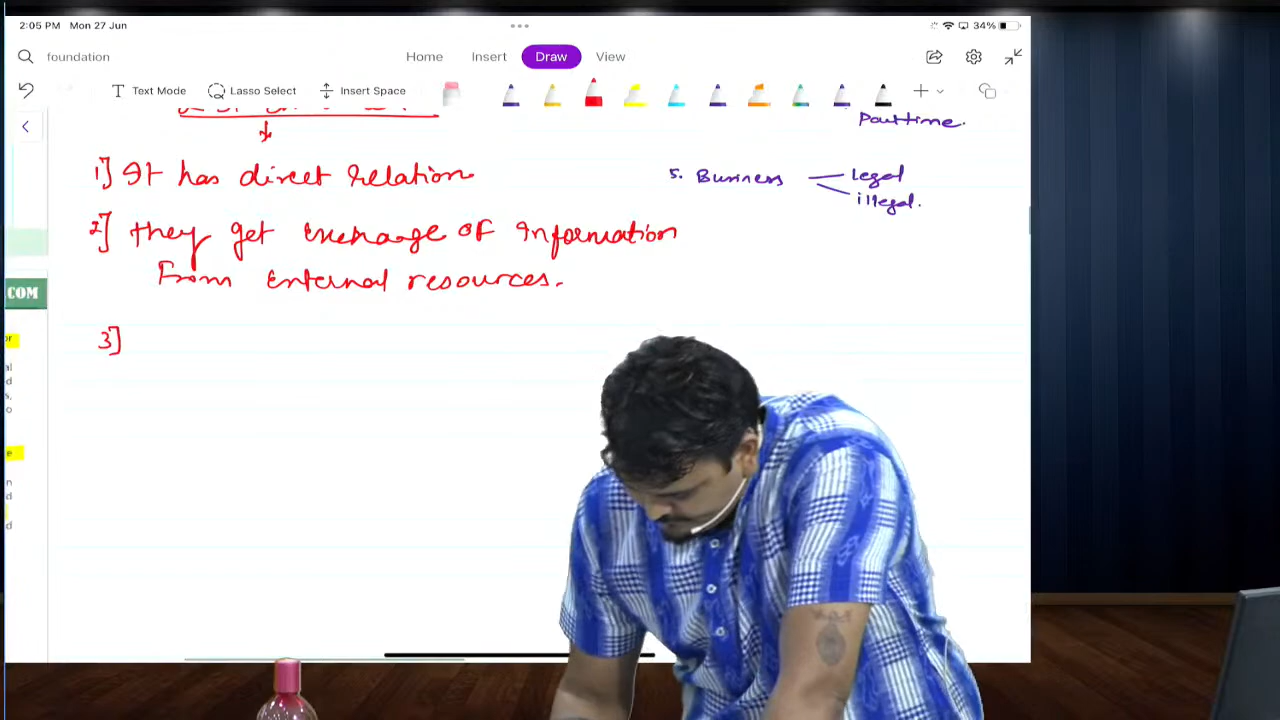 2:05 PM Mon 27 Jun
34%
foundation
Home Insert Draw View
Text Mode Lasso Select Insert Space
Parttime.
1] It has direct relation
5. Business legal
illegal.
2] they get exchange of information
From External resources.
COM
3]
or
al
d
s,
o
e
n
d
d